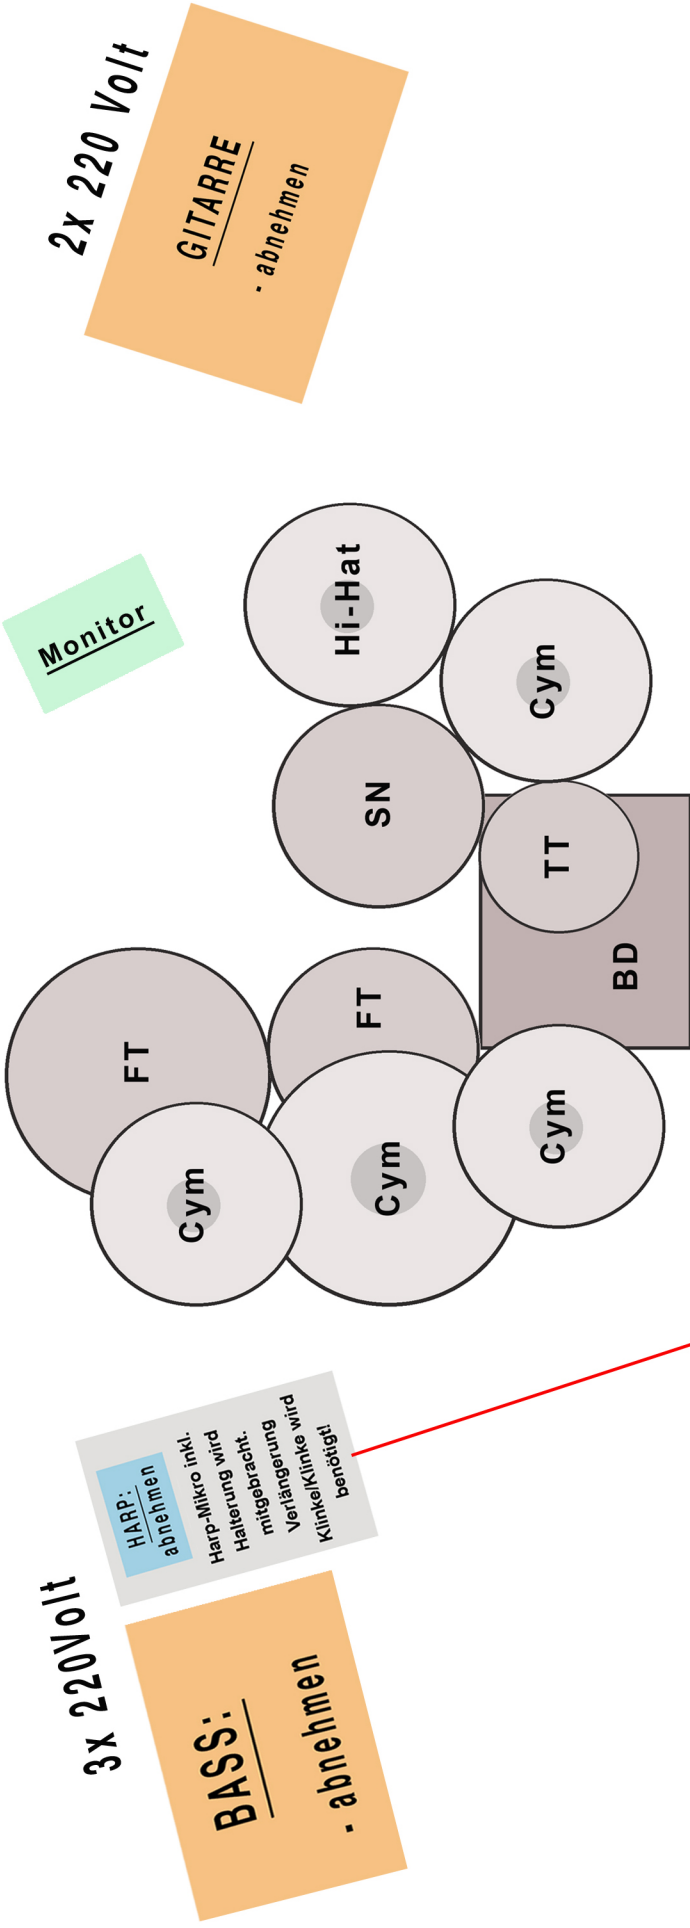 2x 220 Volt
GITARRE
- abnehmen
Monitor
Hi-Hat
Cym
SN
TT
BD
FT
FT
Cym
Cym
Cym
HARP:
abnehmen
Harp-Mikro inkl.
Halterung wird
mitgebracht.
Verlängerung
Klinke/Klinke wird
benötigt!
3x 220Volt
BASS:
- abnehmen